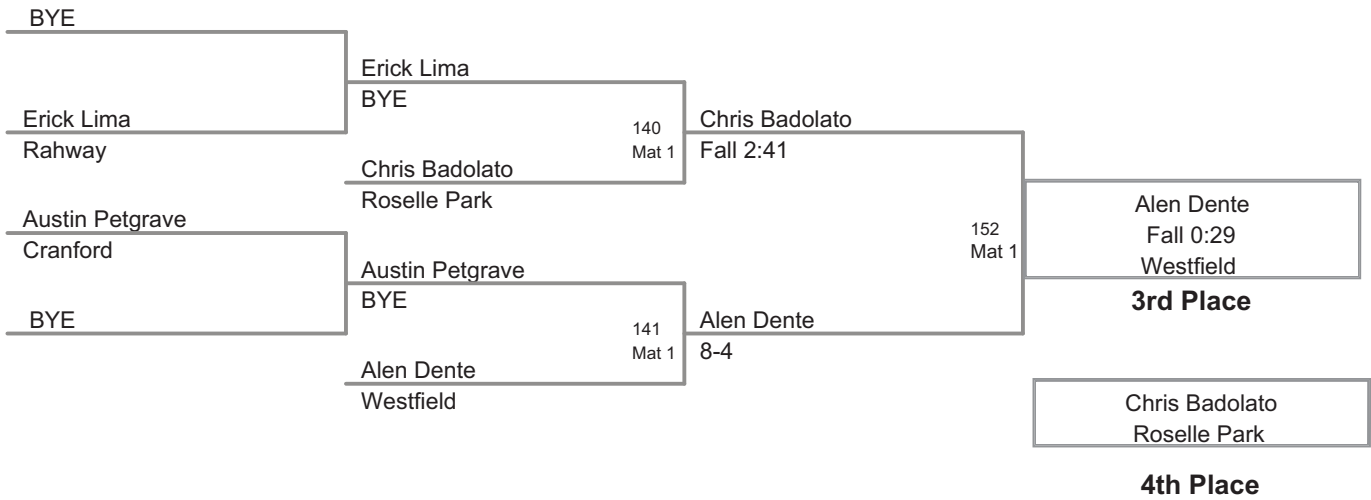 BYE
Erick Lima
Rahway
Austin Petgrave
Cranford
BYE
Erick Lima
BYE
Chris Badolato
Roselle Park
Austin Petgrave
BYE
Alen Dente
Westfield
140
Mat 1
141
Mat 1
Chris Badolato
Fall 2:41
Alen Dente
8-4
152
Mat 1
Alen Dente
Fall 0:29
Westfield
3rd Place
Chris Badolato
Roselle Park
4th Place